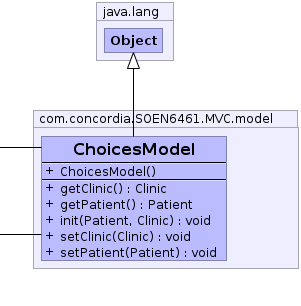 java.lang
Object
com.concordia.SOEN6461.MVC.model
ChoicesModel
+ ChoicesModel()
+ getClinic() : Clinic
+ getPatient() : Patient
+ init(Patient, Clinic) : void
+ setClinic(Clinic) : void
+ setPatient(Patient) : void